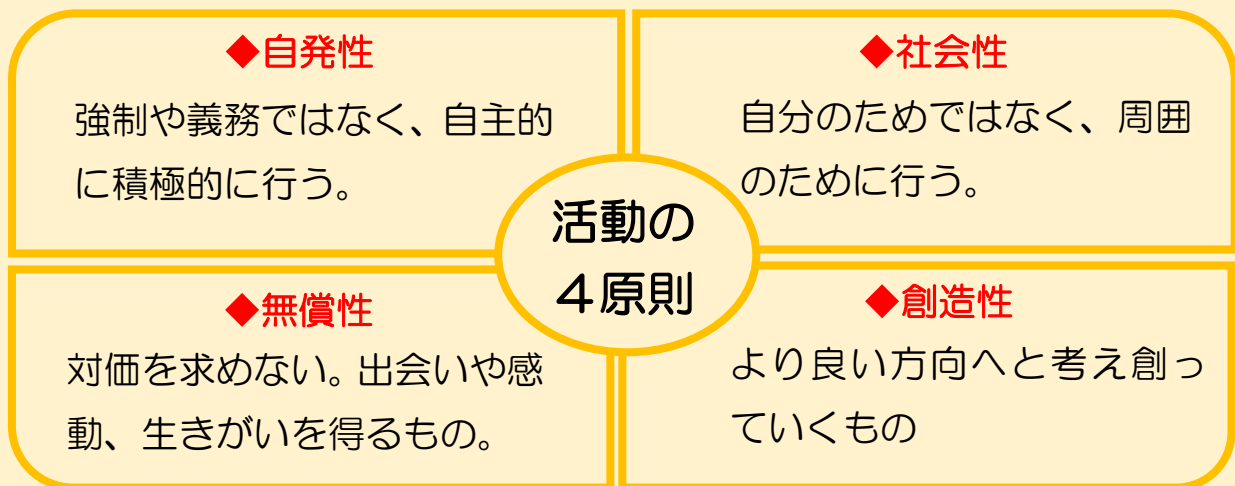 ◆自発性
強制や義務ではなく、自主的
に積極的に行う。
◆社会性
自分のためではなく、周囲
のために行う。
活動の
４原則
◆無償性
対価を求めない。出会いや感
動、生きがいを得るもの。
◆創造性
より良い方向へと考え創っ
ていくもの